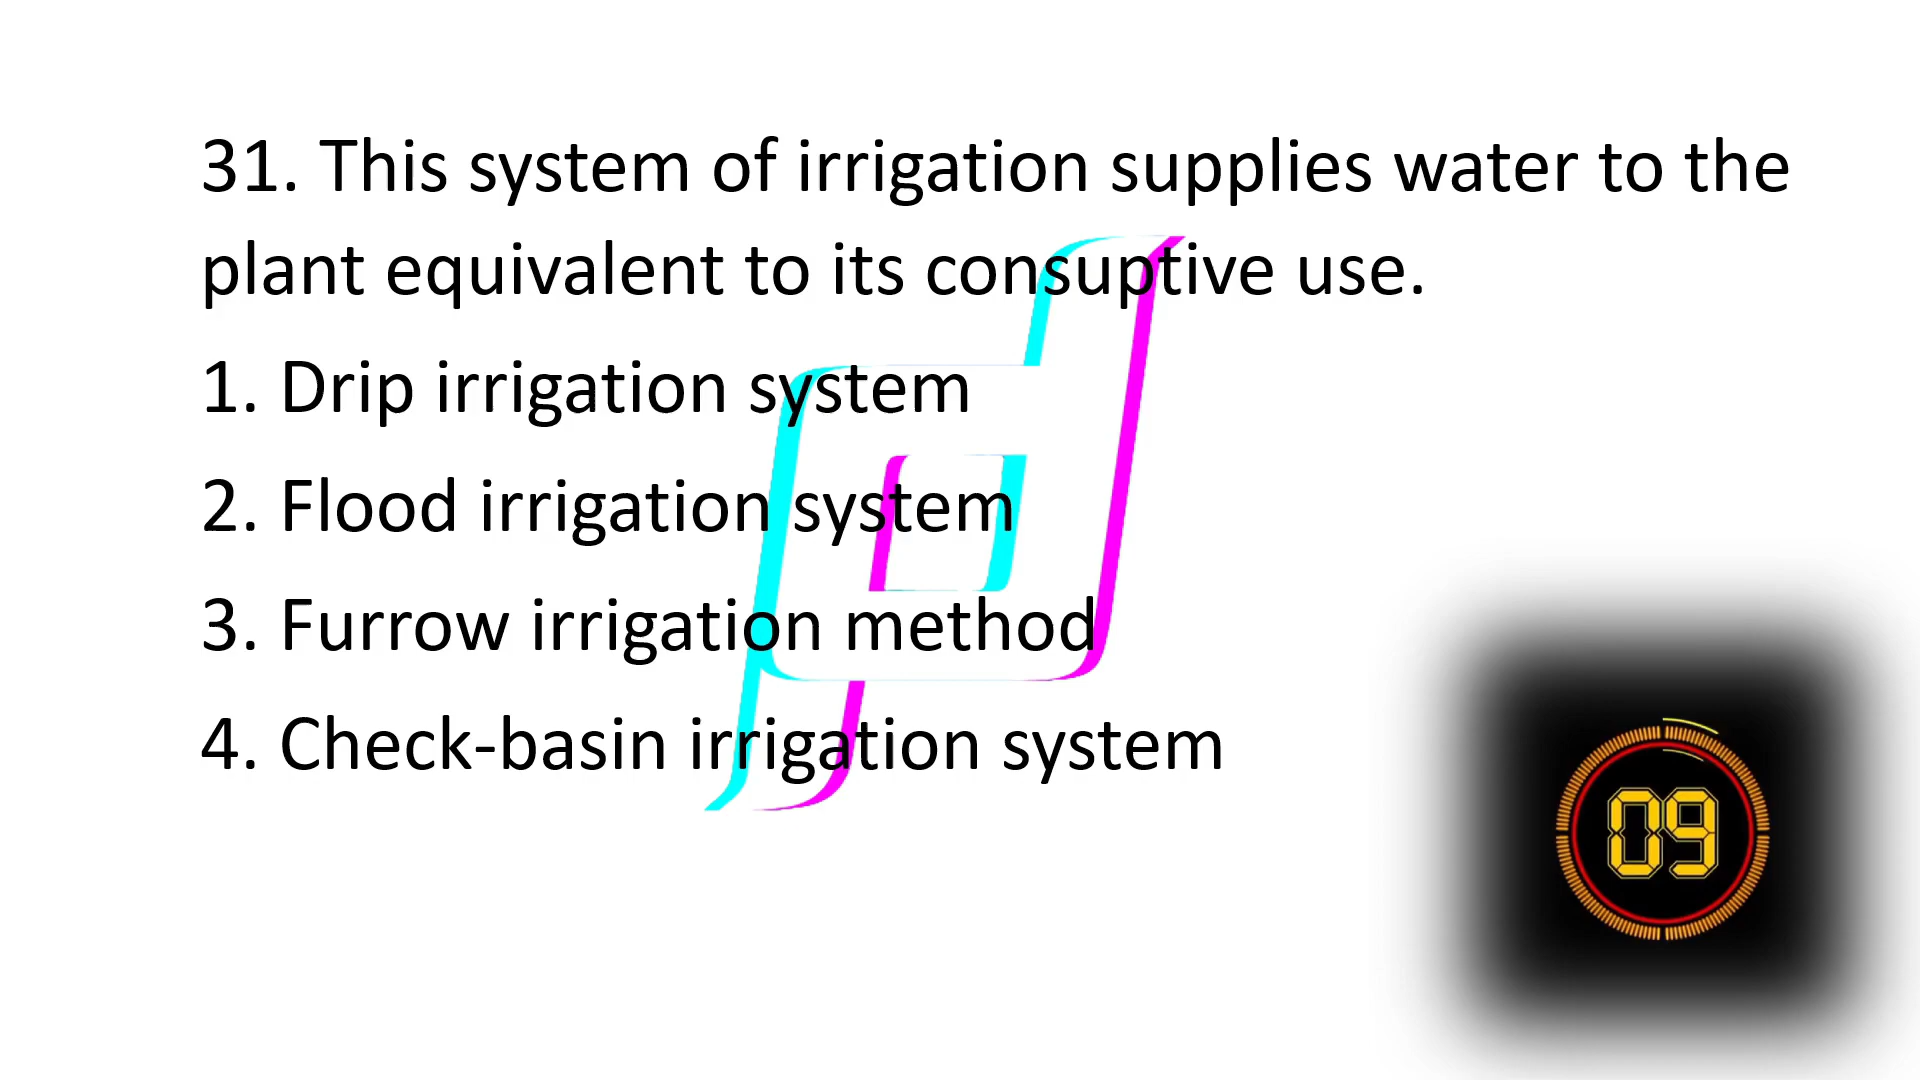 31. This system of irrigation supplies water to the
plant equivalent to its consuptive use.
1. Drip irrigation system
2. Flood irrigation system
3. Furrow irrigation method
4. Check-basin irrigation system
09